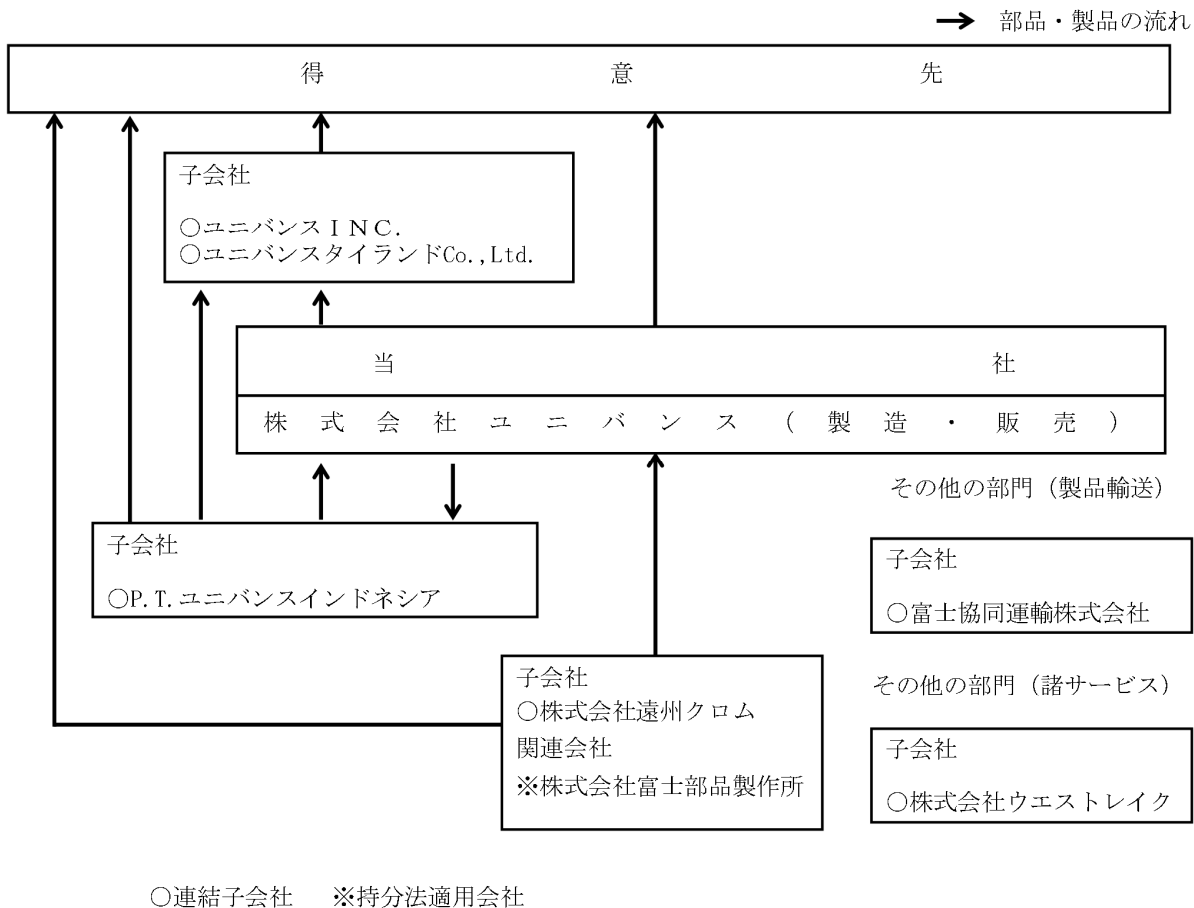 → 部品・製品の流れ
得意先
子会社
○ユニバンスＩＮＣ.
○ユニバンスタイランドCo.,Ltd.
当社
株式会社ユニバンス（製造・販売）
その他の部門（製品輸送）
子会社
○P.T.ユニバンスインドネシア
子会社
○富士協同運輸株式会社
子会社
○株式会社遠州クロム
関連会社
※株式会社富士部品製作所
その他の部門（諸サービス）
子会社
○株式会社ウエストレイク
○連結子会社　※持分法適用会社